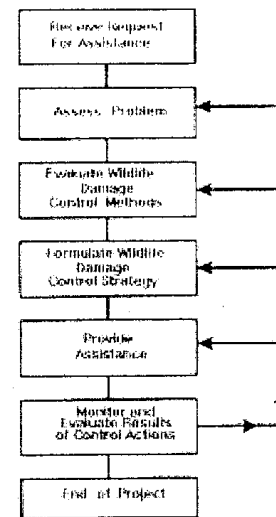 Receive Request
For Assistance
Assess Problem
Evaluate Wildlife
Damage
Control Methods
Formulate Wildlife
Damage
Control Strategy
Provide
Assistance
Monitor and
Evaluate Results
of Control Actions
End of Project